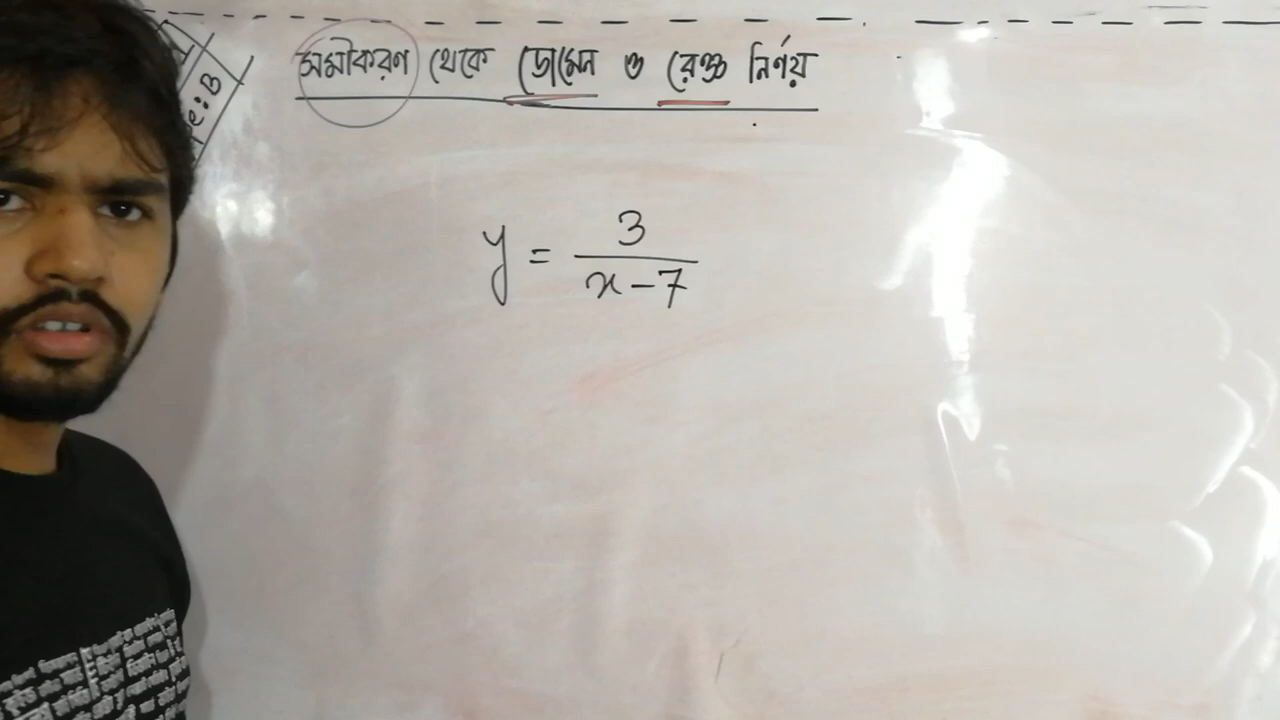 সমীকরণ থেকে ডোমেন ও রেঞ্জ নির্ণয়
e:B
y = 3/(x-7)